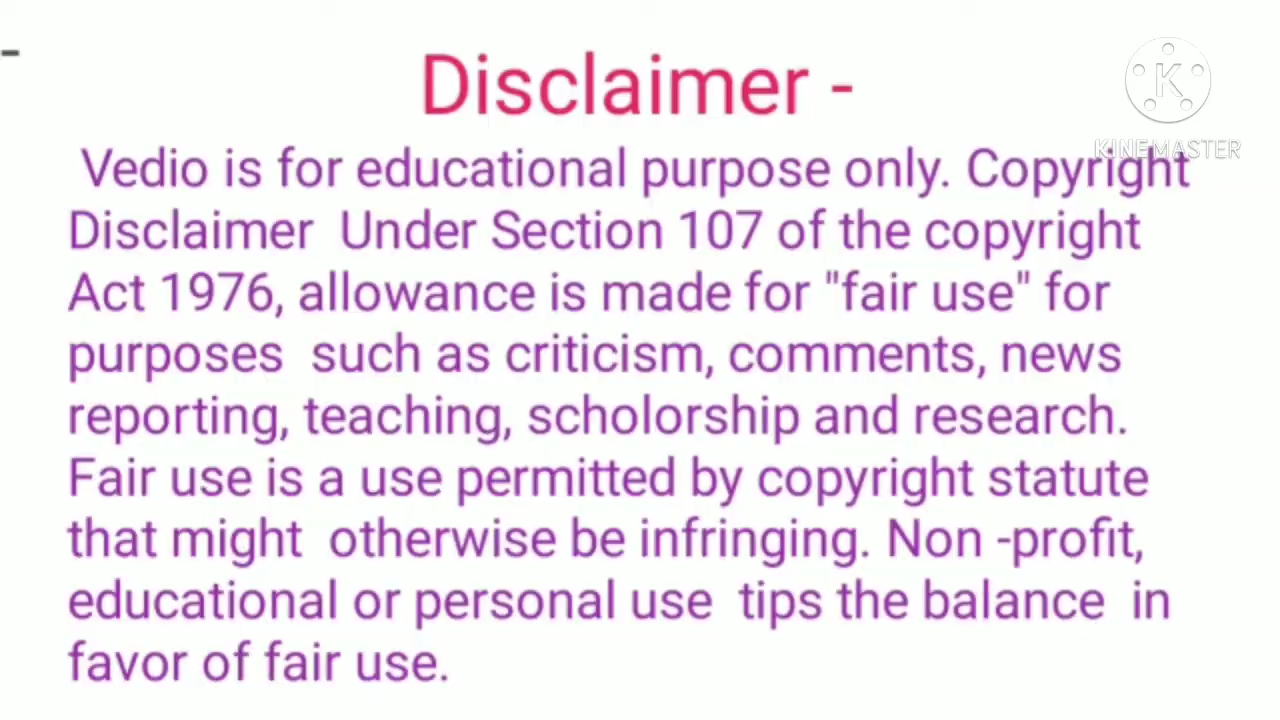 Disclaimer -
KINEMASTER
Vedio is for educational purpose only. Copyright
Disclaimer Under Section 107 of the copyright
Act 1976, allowance is made for "fair use" for
purposes such as criticism, comments, news
reporting, teaching, scholorship and research.
Fair use is a use permitted by copyright statute
that might otherwise be infringing. Non -profit,
educational or personal use tips the balance in
favor of fair use.